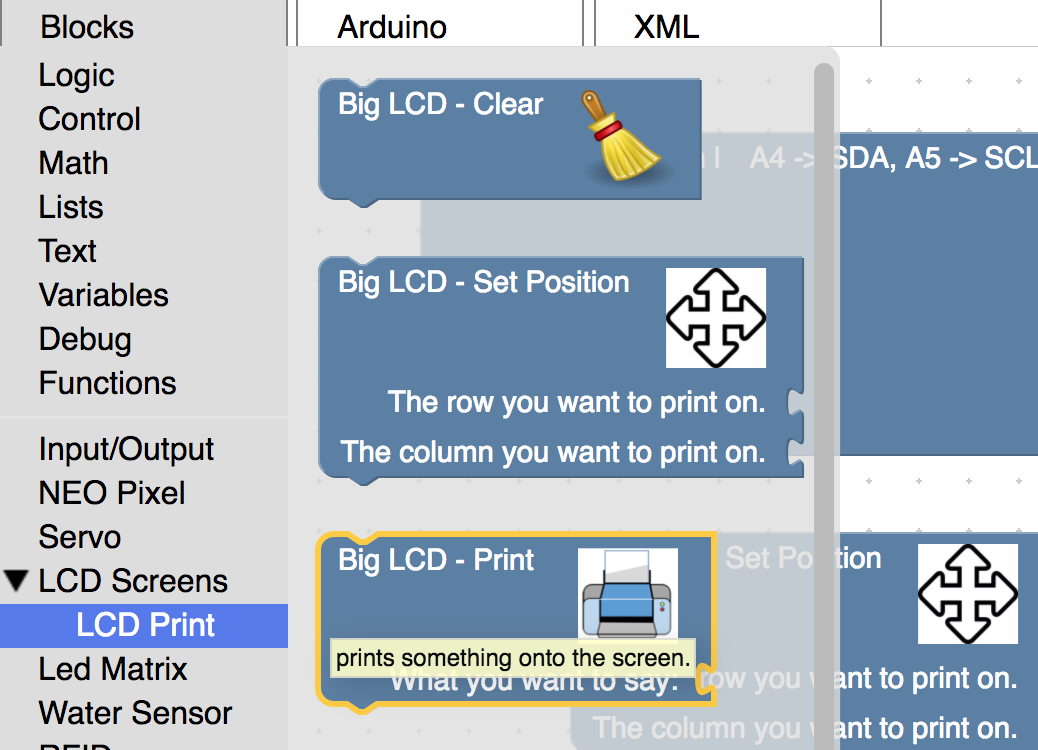 Blocks
Arduino
XML
Logic
Control
Math
Lists
Text
Variables
Debug
Functions
Input/Output
NEO Pixel
Servo
LCD Screens
LCD Print
Led Matrix
Water Sensor
RFID
Big LCD - Clear
A4 -> SDA, A5 -> SCL
Big LCD - Set Position
The row you want to print on.
The column you want to print on.
Big LCD - Print
prints something onto the screen.
What you want to say:
Set Position
row you want to print on.
The column you want to print on.